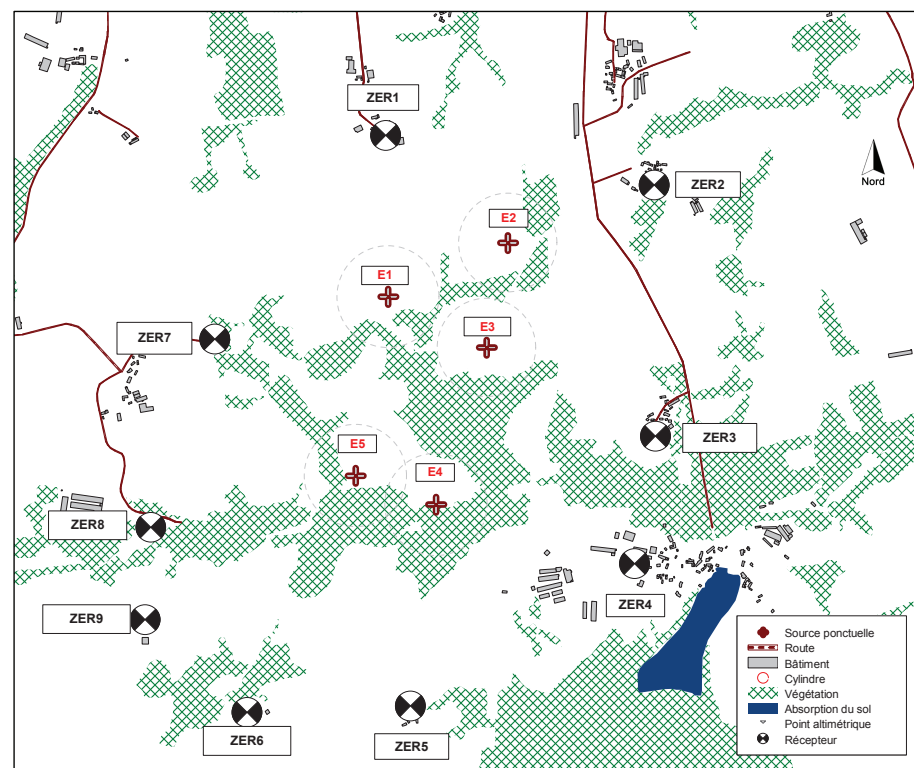 ZER1
Nord
ZER2
E2
E1
E3
ZER7
ZER3
E5
E4
ZER8
ZER4
ZER9
ZER6
ZER5
Source ponctuelle
Route
Bâtiment
Cylindre
Végétation
Absorption du sol
Point altimétrique
Récepteur